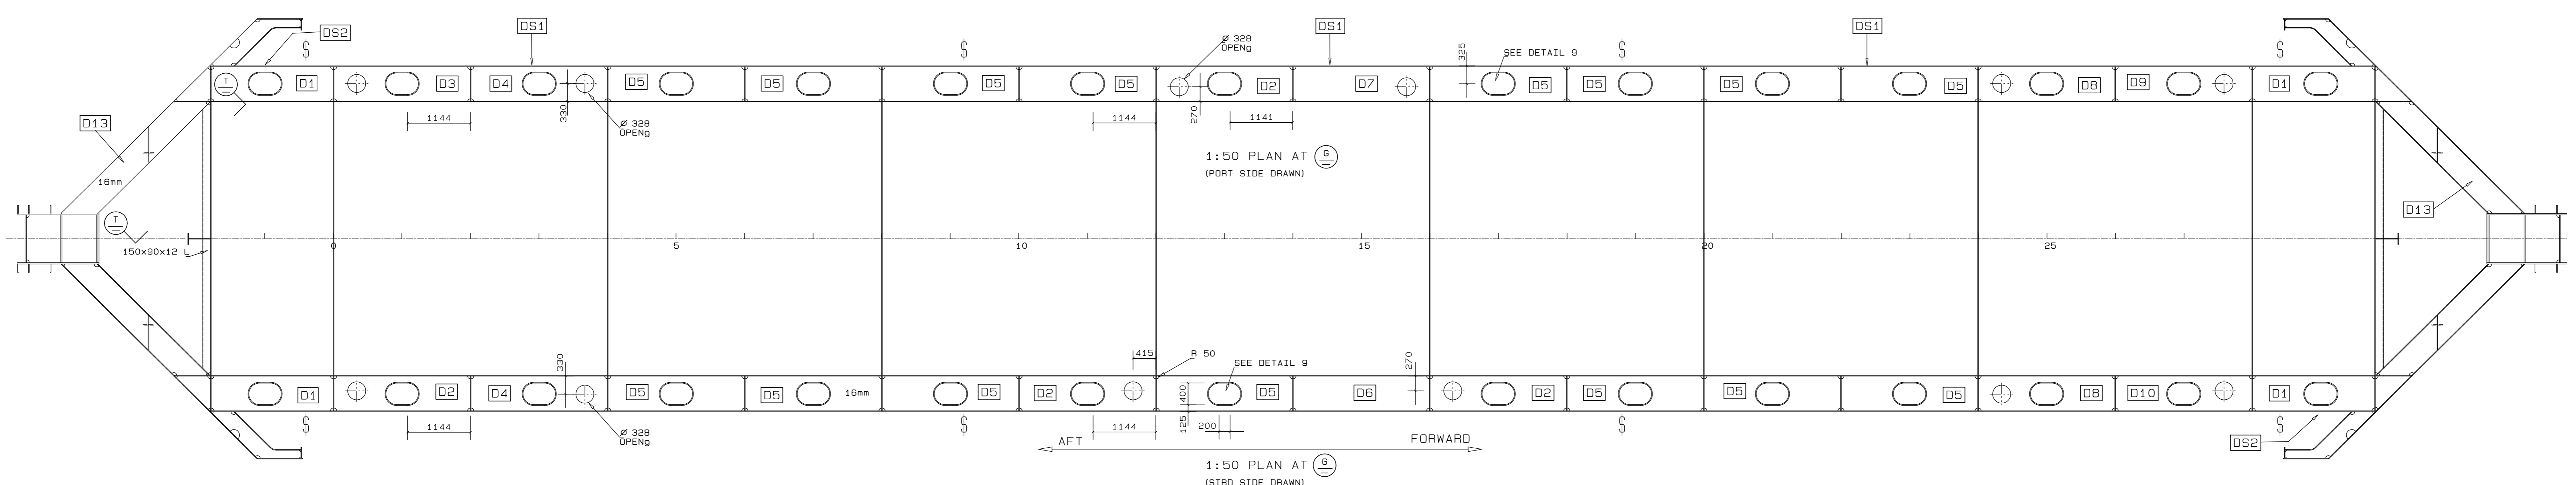 DS2
DS1
DS1
DS1
Ø 328
OPENg
325
SEE DETAIL 9
T
D1
D3
D4
D5
D5
D5
D5
D2
D7
D5
D5
D5
D5
D8
D9
D1
330
270
D13
1144
Ø 328
OPENg
1144
1141
1:50 PLAN AT G
(PORT SIDE DRAWN)
16mm
T
D13
150x90x12 L
0
5
10
15
20
25
330
415
R 50
SEE DETAIL 9
270
D1
D2
D4
D5
D5
16mm
D5
D2
400
D5
D6
D2
D5
D5
D5
D8
D10
D1
125
200
1144
Ø 328
OPENg
1144
AFT
FORWARD
DS2
1:50 PLAN AT G
(STBD SIDE DRAWN)